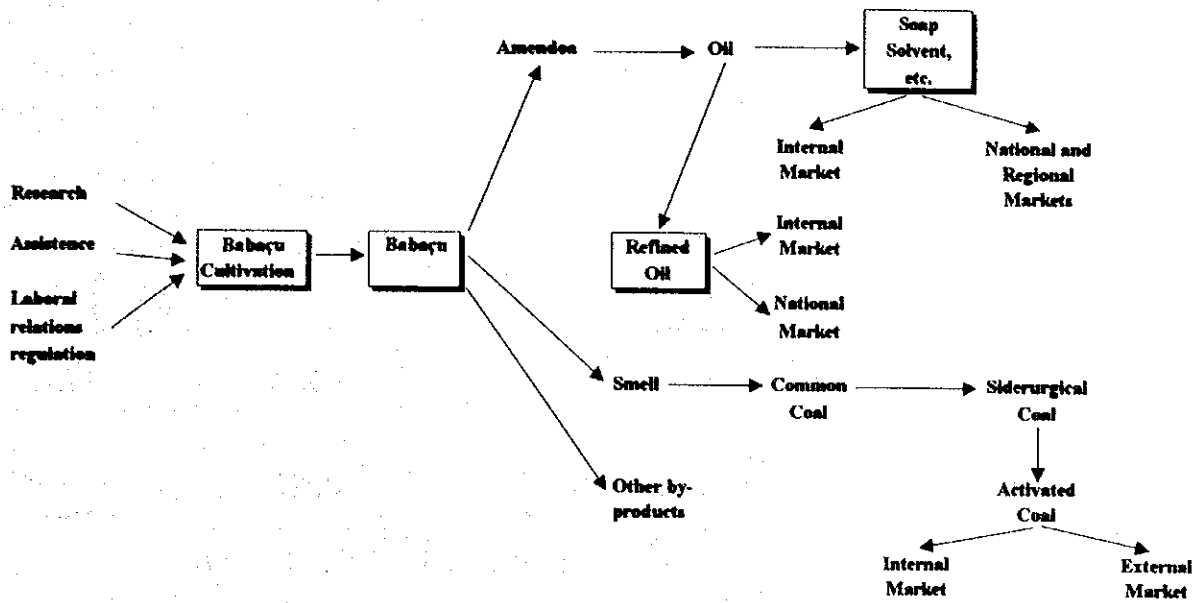 Research
Assistence
Laboral
relations
regulation
Babaçu
Cultivation
Babaçu
Amendoa
Oil
Soap
Solvent,
etc.
Internal
Market
National and
Regional
Markets
Refined
Oil
Internal
Market
National
Market
Smell
Common
Coal
Siderurgical
Coal
Activated
Coal
Internal
Market
External
Market
Other by-
products